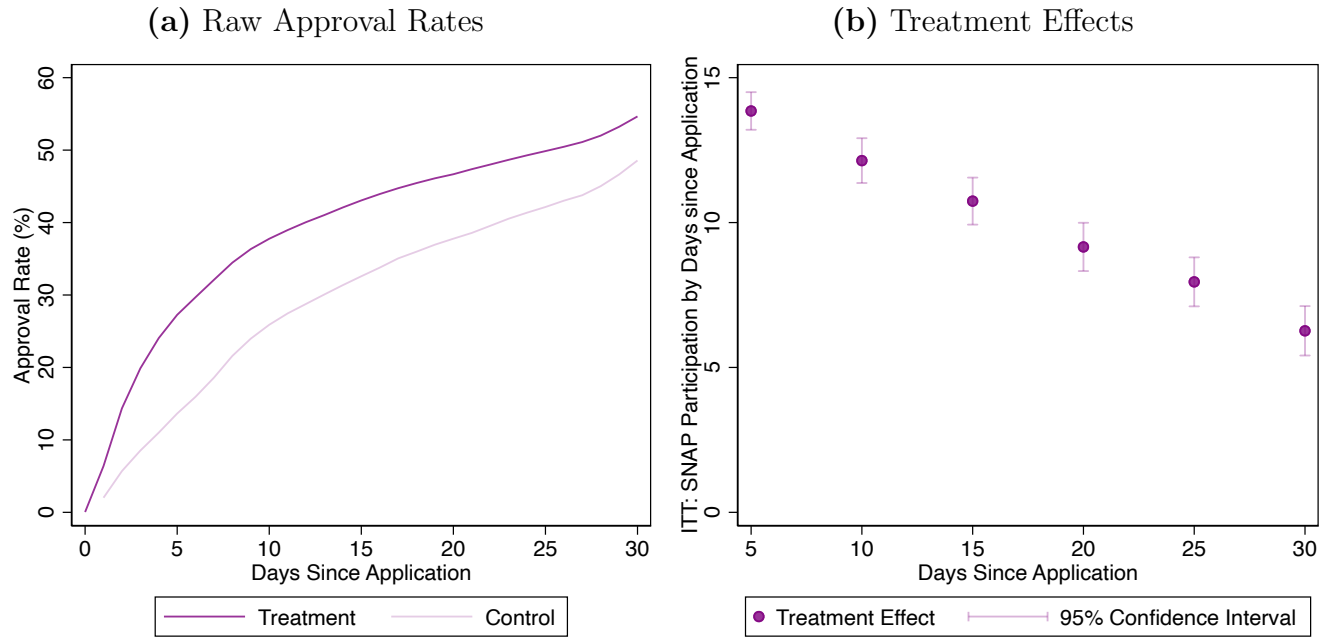 (a) Raw Approval Rates
Approval Rate (%)
60
50
40
30
20
10
0
0 5 10 15 20 25 30
Days Since Application
Treatment Control
(b) Treatment Effects
ITT: SNAP Participation by Days since Application
15
10
5
0
5 10 15 20 25 30
Days Since Application
Treatment Effect 95% Confidence Interval